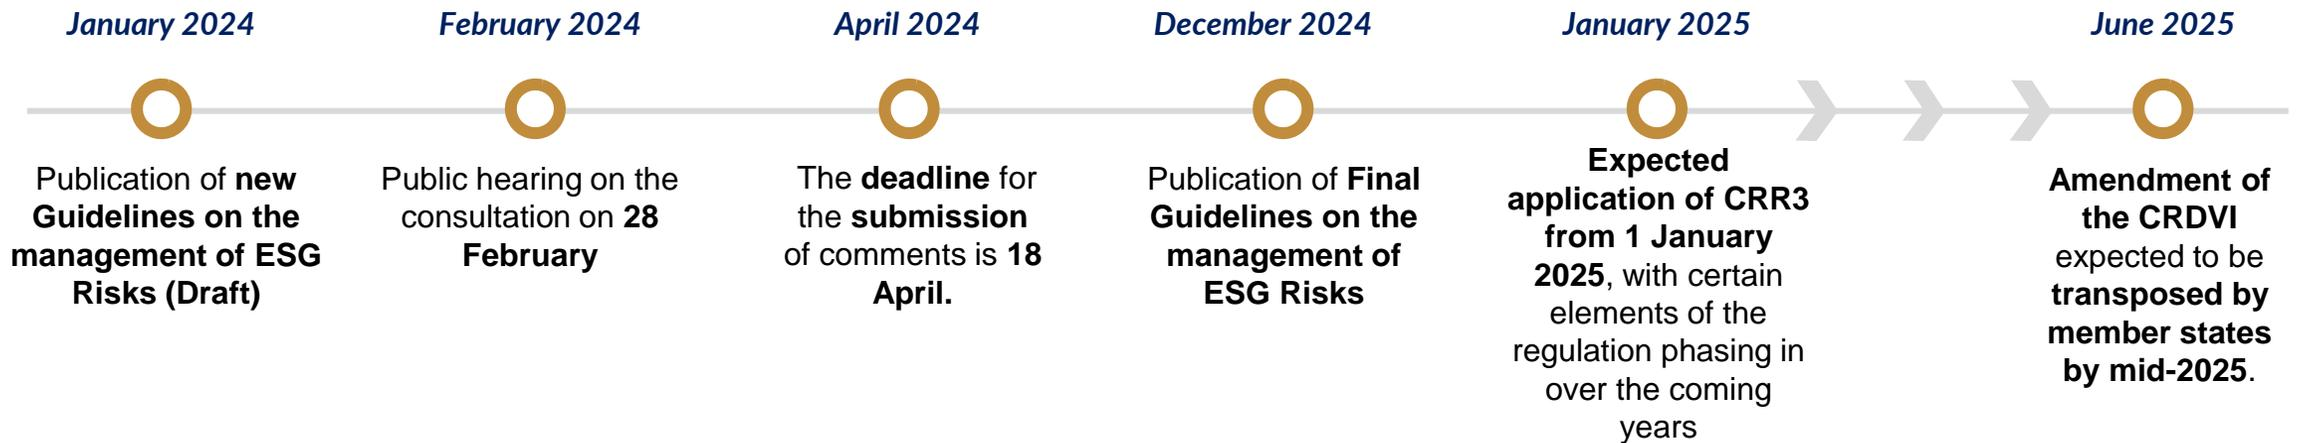 January 2024
Publication of new
Guidelines on the
management of ESG
Risks (Draft)
February 2024
Public hearing on the
consultation on 28
February
April 2024
The deadline for
the submission
of comments is 18
April.
December 2024
Publication of Final
Guidelines on the
management of
ESG Risks
January 2025
Expected
application of CRR3
from 1 January
2025, with certain
elements of the
regulation phasing in
over the coming
years
June 2025
Amendment of
the CRDVI
expected to be
transposed by
member states
by mid-2025.